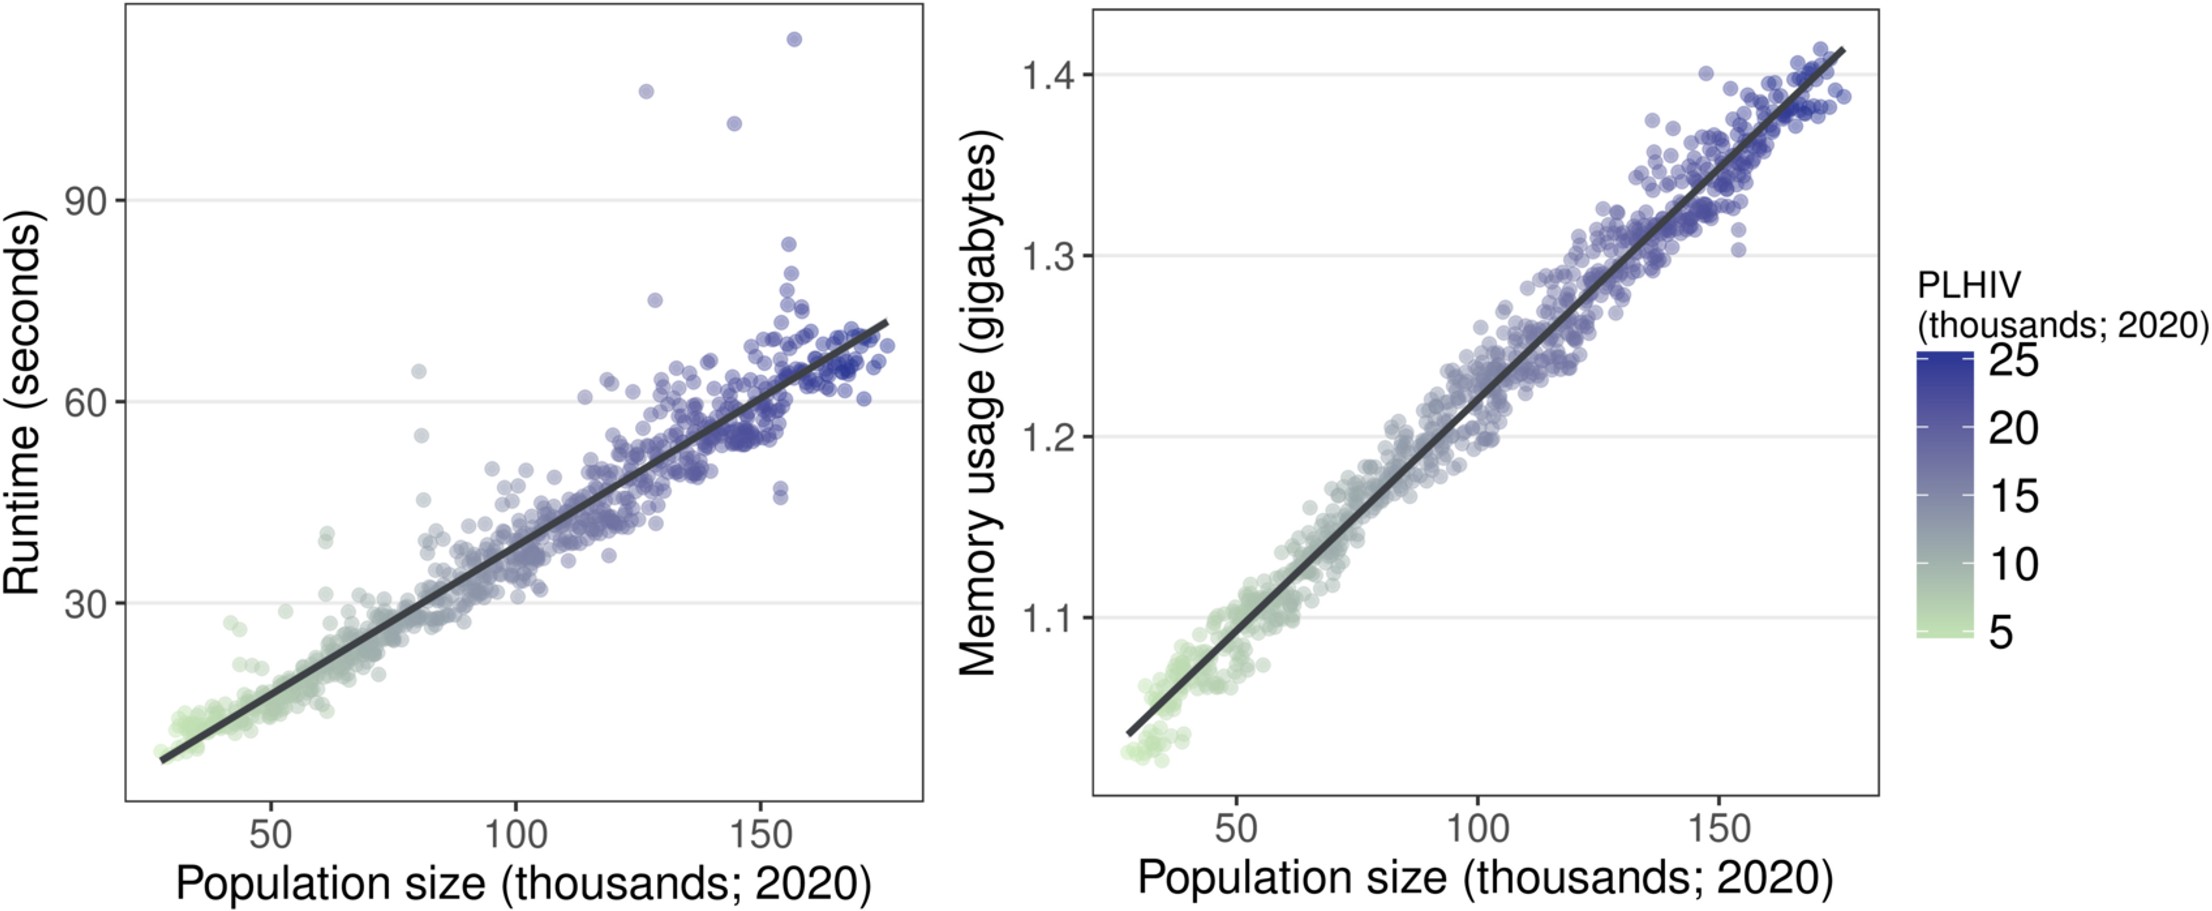 Runtime (seconds)
90
60
30
50 100 150
Population size (thousands; 2020)
Memory usage (gigabytes)
1.4
1.3
1.2
1.1
50 100 150
Population size (thousands; 2020)
PLHIV
(thousands; 2020)
25
20
15
10
5